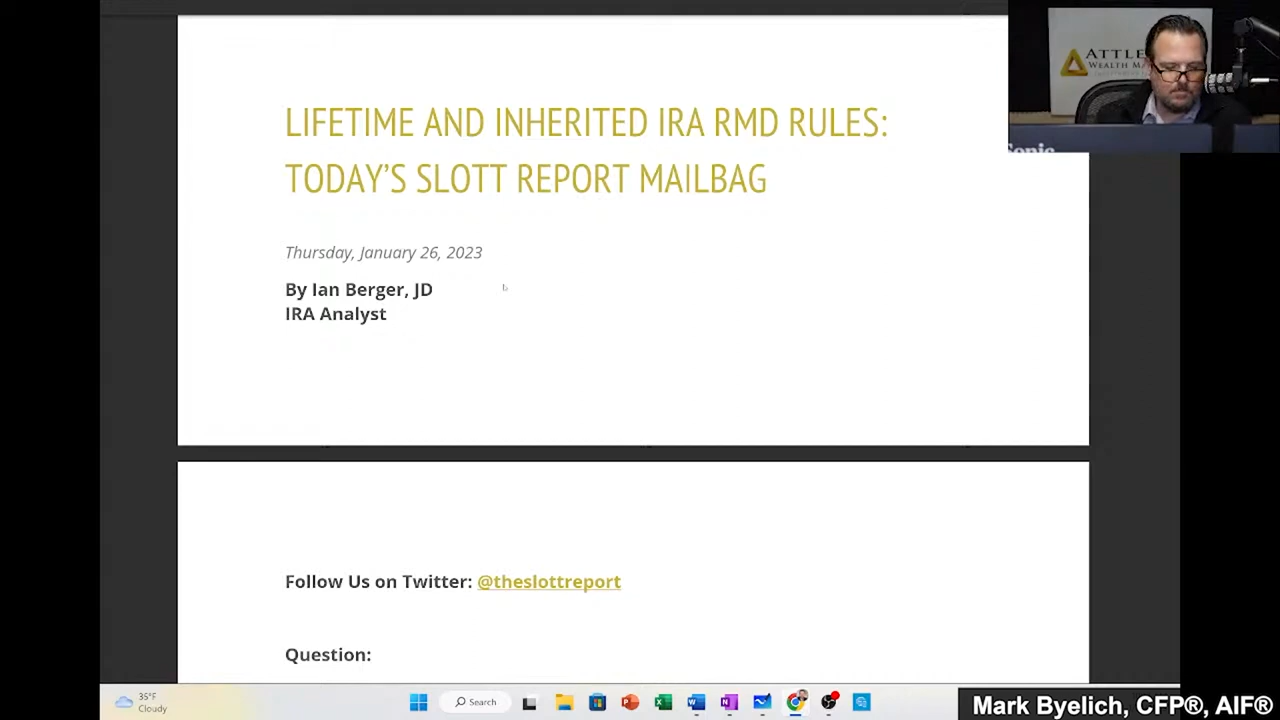 LIFETIME AND INHERITED IRA RMD RULES:
TODAY'S SLOTT REPORT MAILBAG
Thursday, January 26, 2023
By Ian Berger, JD
IRA Analyst
Follow Us on Twitter: @theslottreport
Question:
35°F
Cloudy
Search
Mark Byelich, CFP®, AIF®